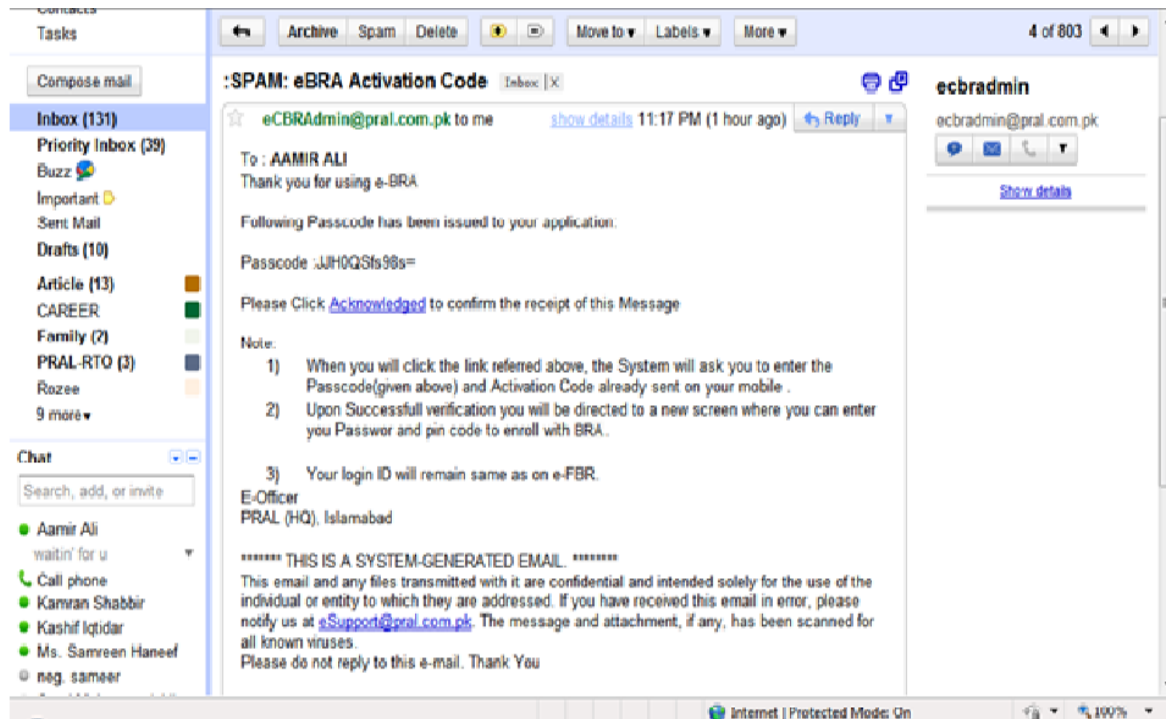 Contacts
Tasks
Compose mail
Inbox (131)
Priority Inbox (39)
Buzz
Important
Sent Mail
Drafts (10)
Article (13)
CAREER
Family (2)
PRAL-RTO (3)
Rozee
9 more
Chat
Search, add, or invite
Aamir Ali
waitin' for u
Call phone
Kamran Shabbir
Kashif Iqtidar
Ms. Samreen Haneef
neg. sameer
Archive Spam Delete Move to Labels More 4 of 803
:SPAM: eBRA Activation Code Inbox X
eCBRAdmin@pral.com.pk to me show details 11:17 PM (1 hour ago) Reply
To : AAMIR ALI
Thank you for using e-BRA
Following Passcode has been issued to your application:
Passcode :JJH0QSfs98s=
Please Click Acknowledged to confirm the receipt of this Message
Note:
1) When you will click the link referred above, the System will ask you to enter the
Passcode(given above) and Activation Code already sent on your mobile .
2) Upon Successfull verification you will be directed to a new screen where you can enter
you Passwor and pin code to enroll with BRA.
3) Your login ID will remain same as on e-FBR.
E-Officer
PRAL (HQ), Islamabad
******* THIS IS A SYSTEM-GENERATED EMAIL. ********
This email and any files transmitted with it are confidential and intended solely for the use of the
individual or entity to which they are addressed. If you have received this email in error, please
notify us at eSupport@pral.com.pk. The message and attachment, if any, has been scanned for
all known viruses.
Please do not reply to this e-mail. Thank You
ecbradmin
ecbradmin@pral.com.pk
Show details
Internet | Protected Mode: On 100%